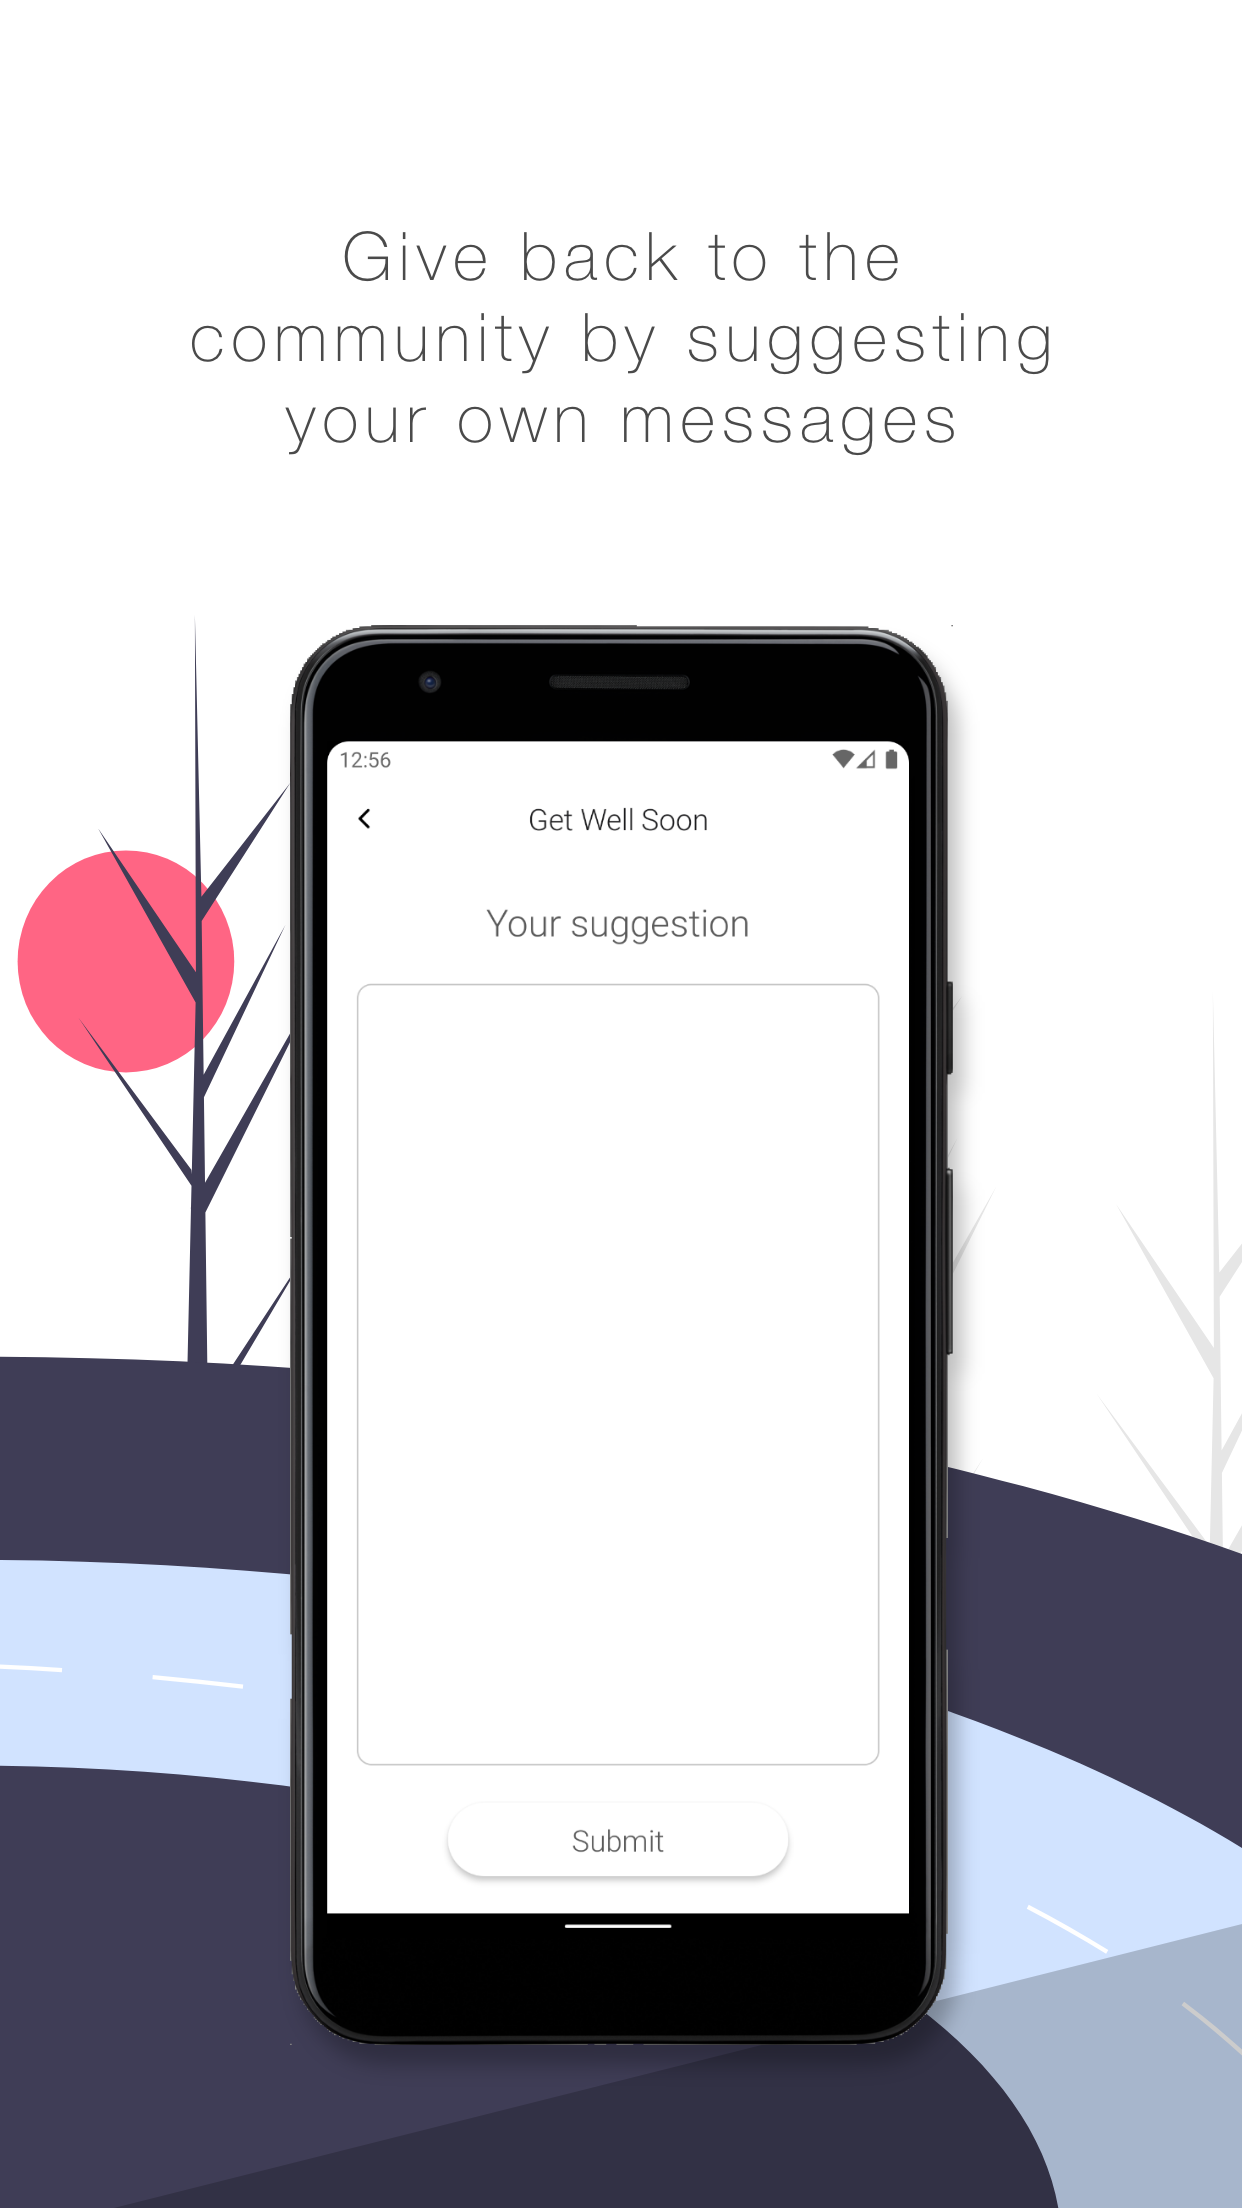 Give back to the
community by suggesting
your own messages
12:56
Get Well Soon
Your suggestion
Submit